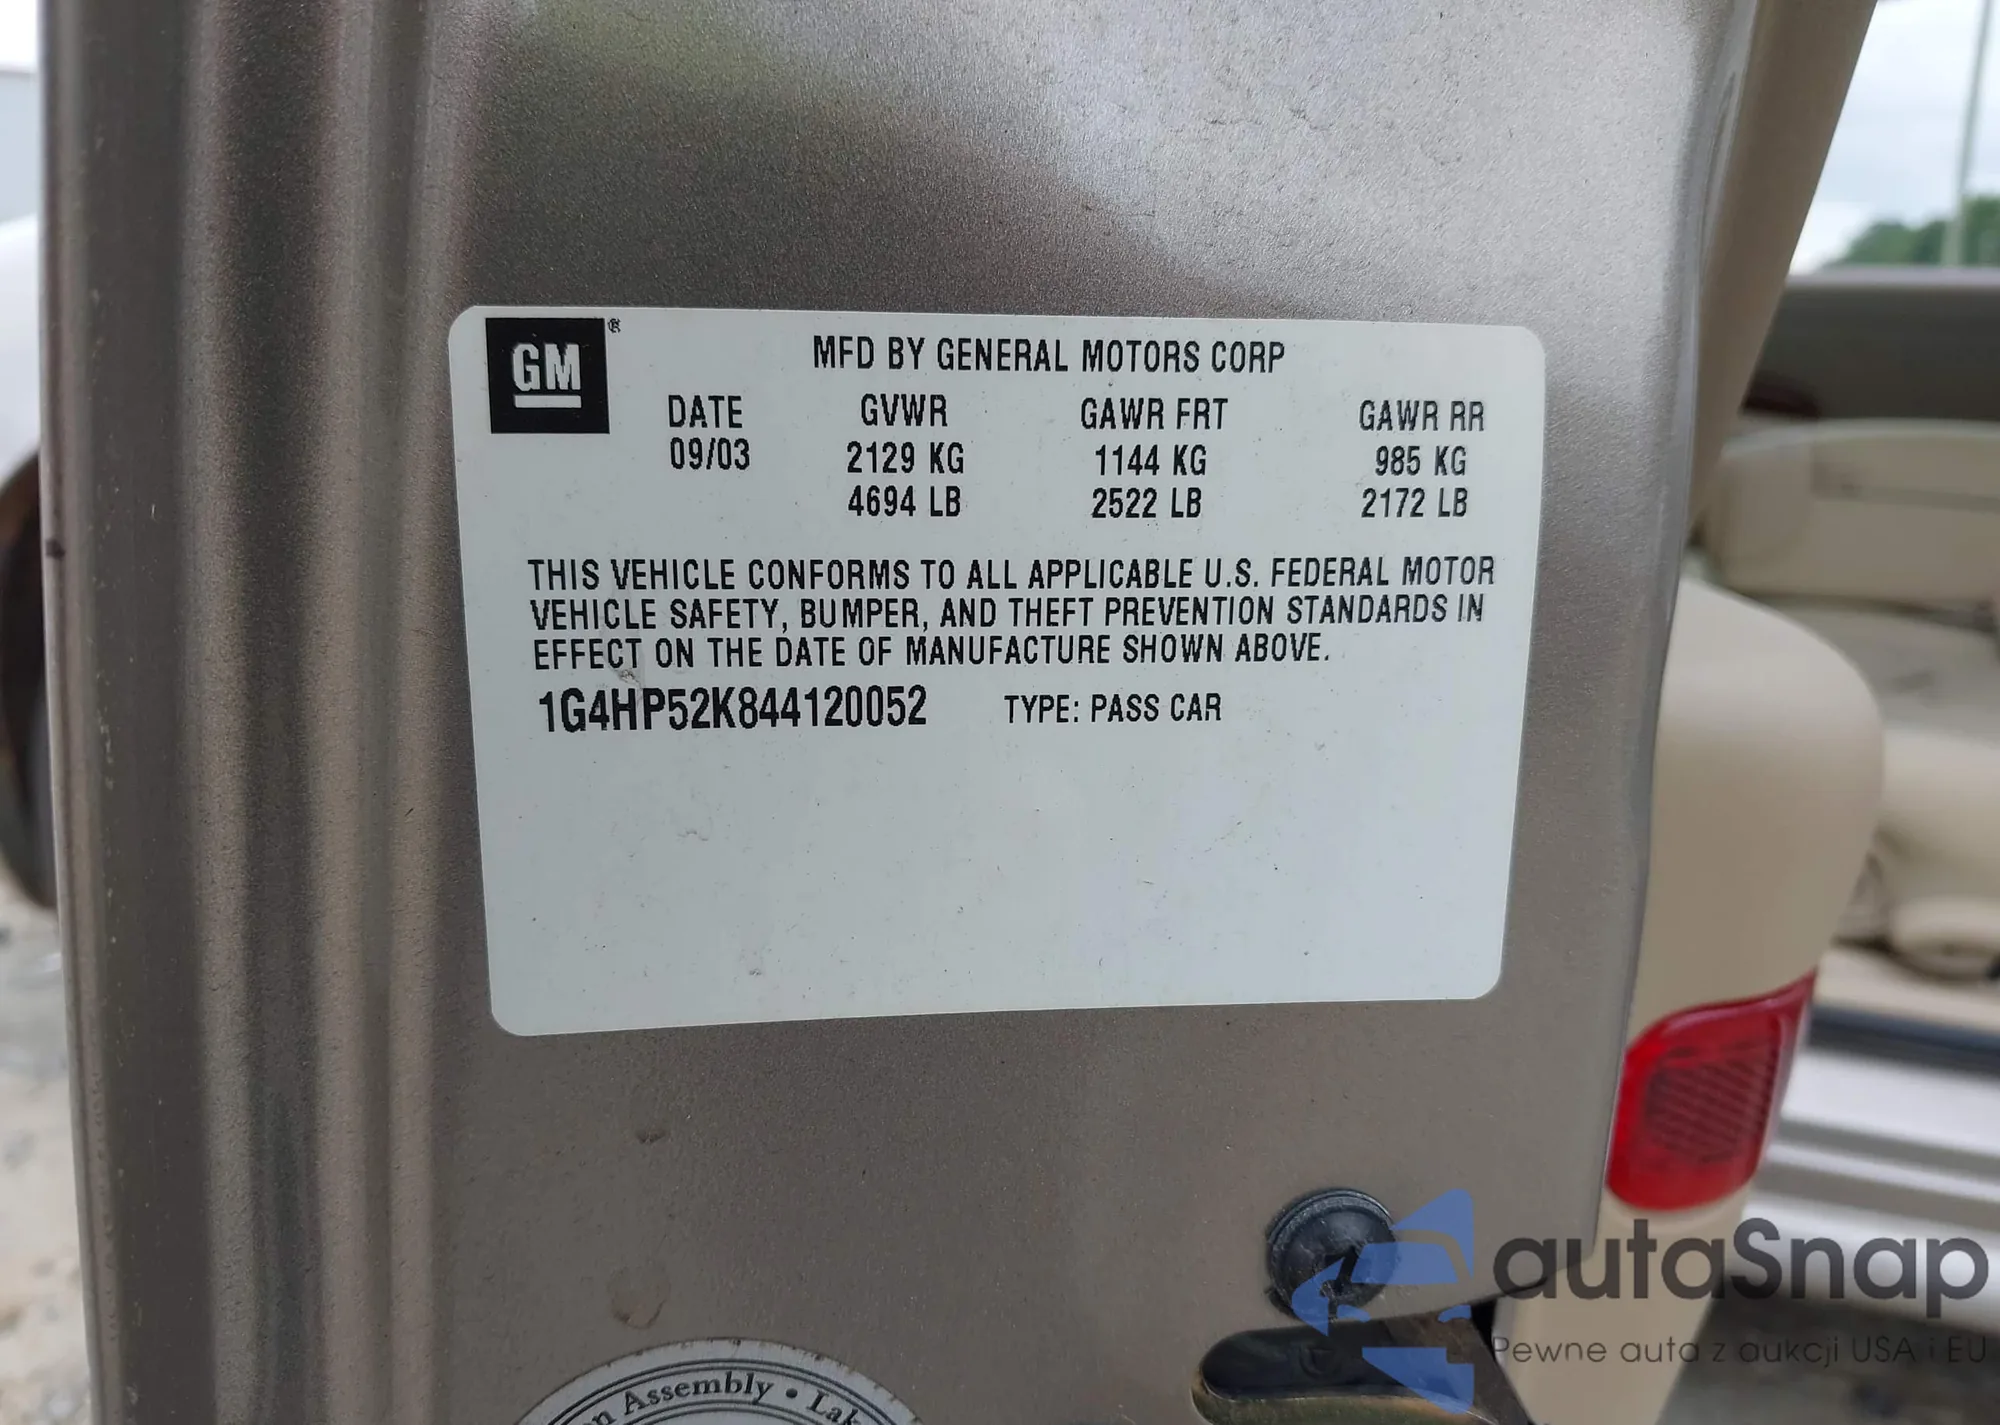 GM ®
MFD BY GENERAL MOTORS CORP
DATE GVWR GAWR FRT GAWR RR
09/03 2129 KG 1144 KG 985 KG
4694 LB 2522 LB 2172 LB
THIS VEHICLE CONFORMS TO ALL APPLICABLE U.S. FEDERAL MOTOR
VEHICLE SAFETY, BUMPER, AND THEFT PREVENTION STANDARDS IN
EFFECT ON THE DATE OF MANUFACTURE SHOWN ABOVE.
1G4HP52K844120052 TYPE: PASS CAR
autaSnap
Pewne auta z aukcji USA i EU
Assembly •